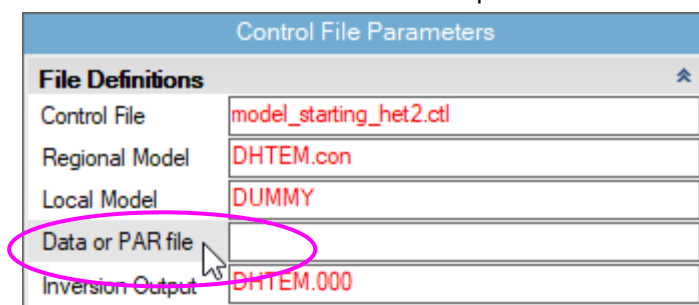 Control File Parameters
File Definitions
Control File model_starting_het2.ctl
Regional Model DHTEM.con
Local Model DUMMY
Data or PAR file
Inversion Output DHTEM.000